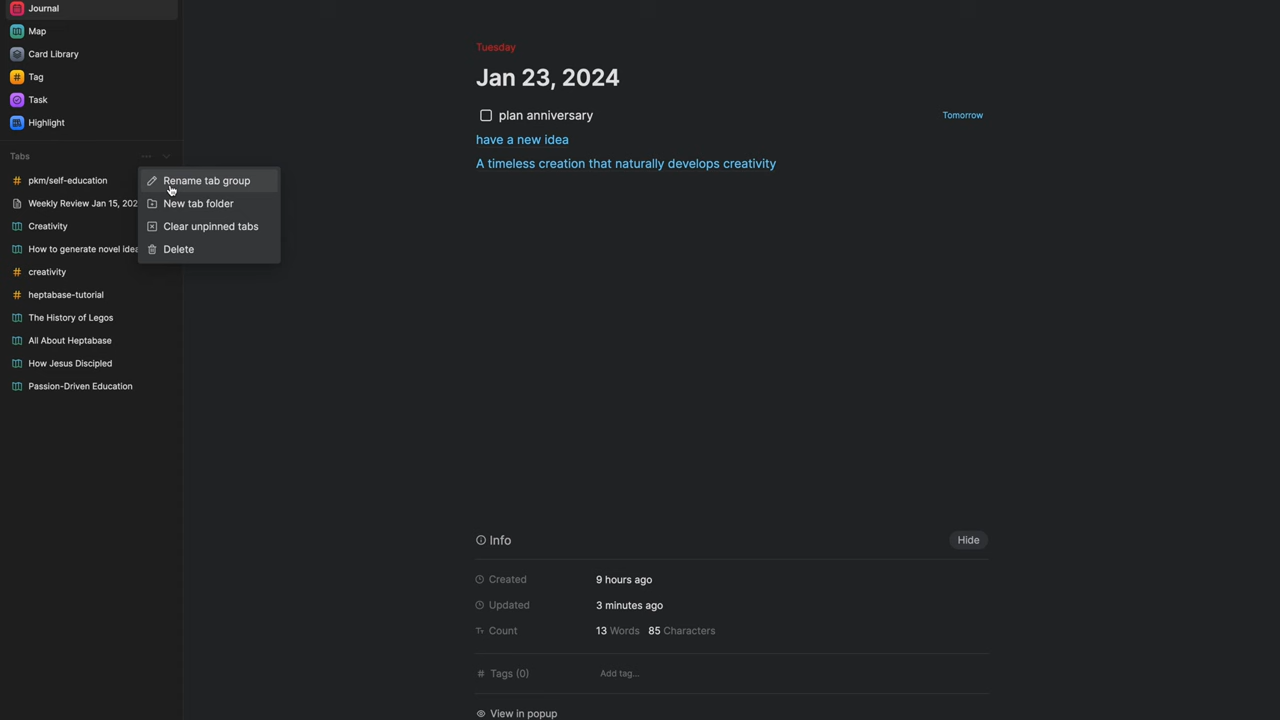 Journal
Map
Card Library
Tag
Task
Highlight
Tabs
pkm/self-education
Weekly Review Jan 15, 202
Creativity
How to generate novel idea
creativity
heptabase-tutorial
The History of Legos
All About Heptabase
How Jesus Discipled
Passion-Driven Education
Rename tab group
New tab folder
Clear unpinned tabs
Delete
Tuesday
Jan 23, 2024
plan anniversary Tomorrow
have a new idea
A timeless creation that naturally develops creativity
Info Hide
Created 9 hours ago
Updated 3 minutes ago
Count 13 Words 85 Characters
# Tags (0) Add tag...
View in popup